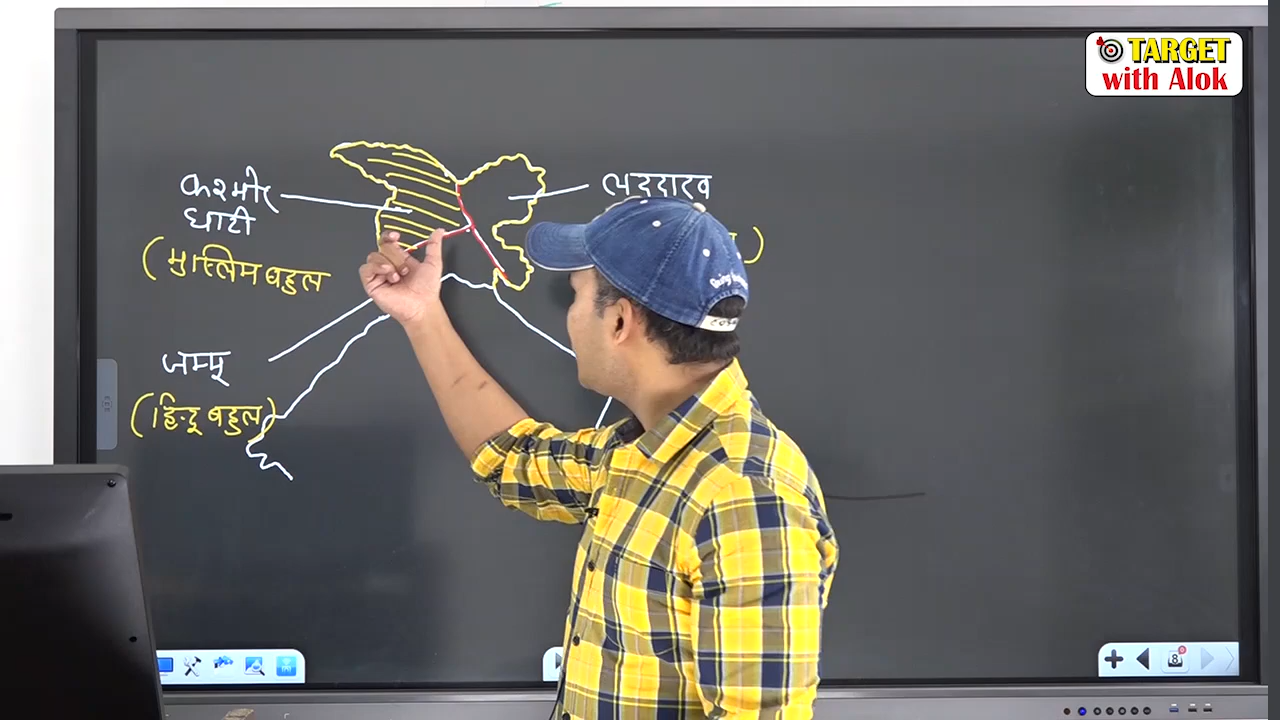 TARGET
with Alok
कश्मीर
घाटी
(मुस्लिम बहुल
लद्दाख
)
जम्मू
(हिन्दू बहुल)